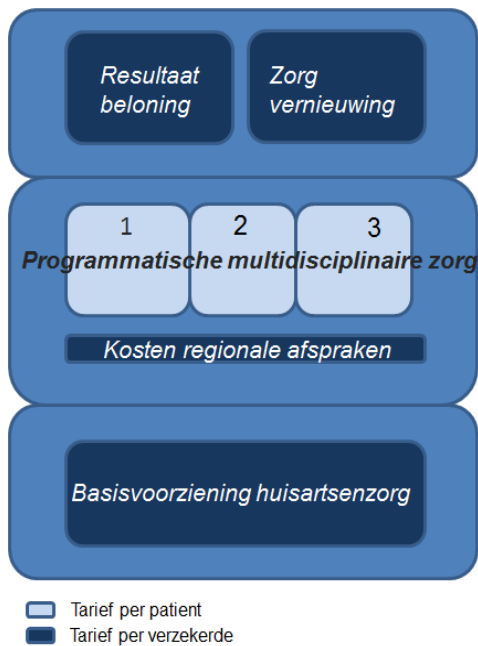 Resultaat
beloning
Zorg
vernieuwing
1 2 3
Programmatische multidisciplinaire zorg
Kosten regionale afspraken
Basisvoorziening huisartsenzorg
Tarief per patient
Tarief per verzekerde